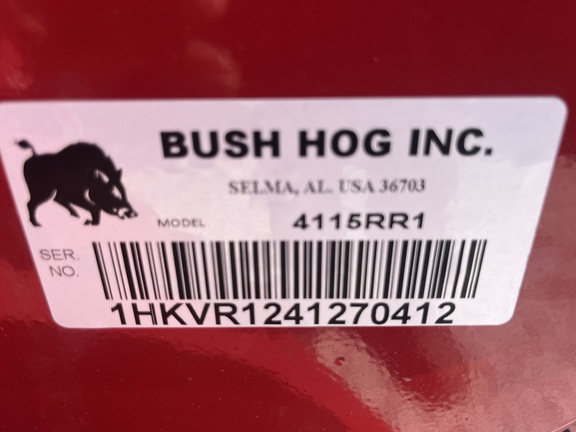 BUSH HOG INC.
SELMA, AL. USA 36703
MODEL 4115RR1
SER.
NO.
1HKVR1241270412